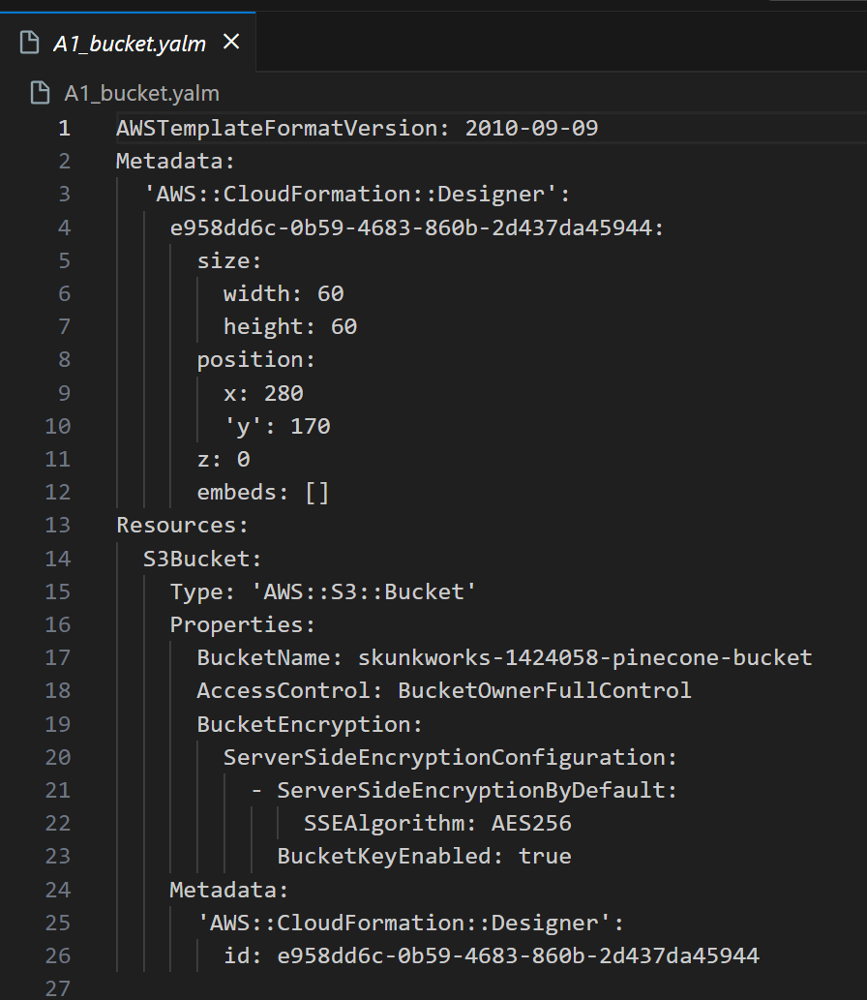 A1_bucket.yalm
A1_bucket.yalm
1 AWSTemplateFormatVersion: 2010-09-09
2 Metadata:
3   'AWS::CloudFormation::Designer':
4     e958dd6c-0b59-4683-860b-2d437da45944:
5       size:
6         width: 60
7         height: 60
8       position:
9         x: 280
10         'y': 170
11       z: 0
12       embeds: []
13 Resources:
14   S3Bucket:
15     Type: 'AWS::S3::Bucket'
16     Properties:
17       BucketName: skunkworks-1424058-pinecone-bucket
18       AccessControl: BucketOwnerFullControl
19       BucketEncryption:
20         ServerSideEncryptionConfiguration:
21           - ServerSideEncryptionByDefault:
22               SSEAlgorithm: AES256
23             BucketKeyEnabled: true
24     Metadata:
25       'AWS::CloudFormation::Designer':
26         id: e958dd6c-0b59-4683-860b-2d437da45944
27